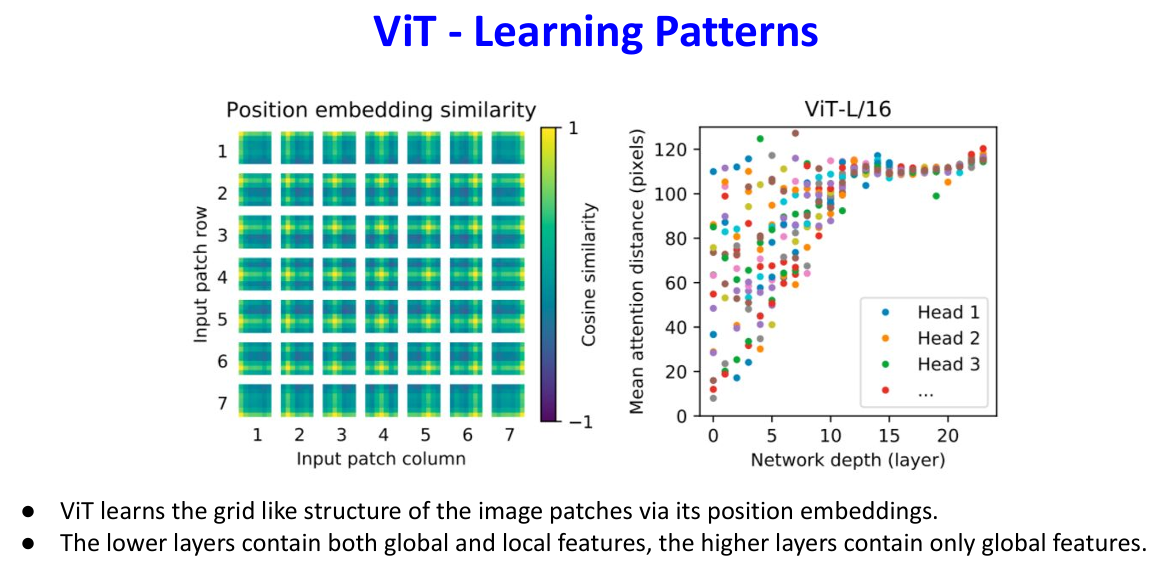 ViT - Learning Patterns
Position embedding similarity
1
2
3
4
5
6
7
Input patch row
1 2 3 4 5 6 7
Input patch column
1
−1
Cosine similarity
ViT-L/16
Mean attention distance (pixels)
120
100
80
60
40
20
0
0 5 10 15 20
Network depth (layer)
Head 1
Head 2
Head 3
...
● ViT learns the grid like structure of the image patches via its position embeddings.
● The lower layers contain both global and local features, the higher layers contain only global features.